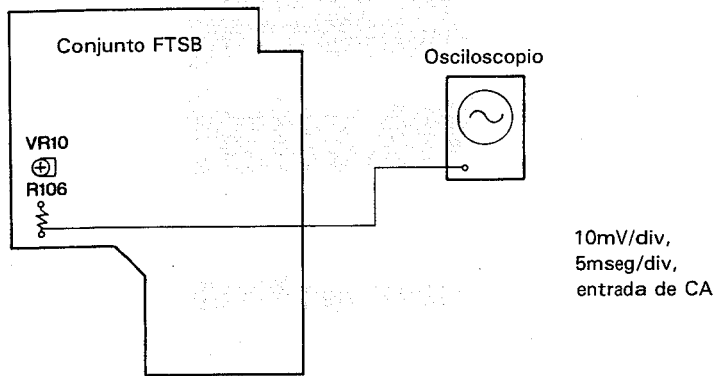 Conjunto FTSB
Osciloscopio
VR10
R106
10mV/div,
5mseg/div,
entrada de CA